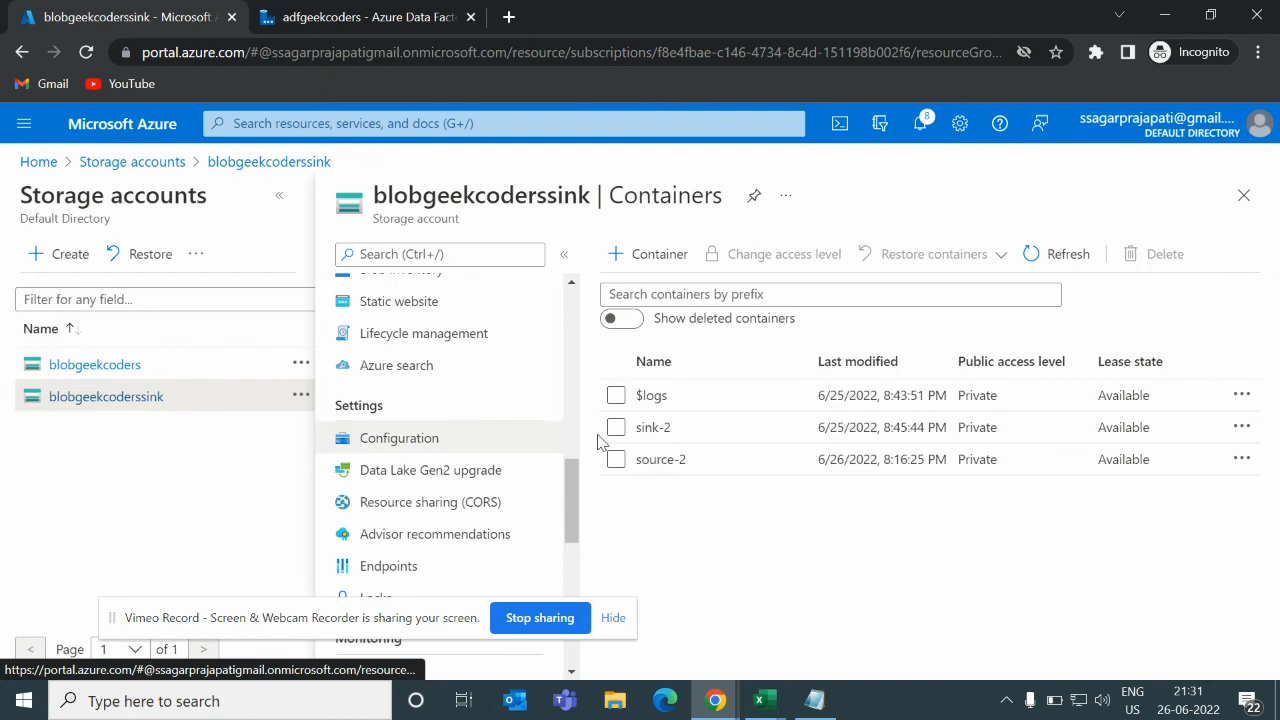 blobgeekcoderssink - Microsoft A
adfgeekcoders - Azure Data Fact
portal.azure.com/#@ssagarprajapatigmail.onmicrosoft.com/resource/subscriptions/f8e4fbae-c146-4734-8c4d-151198b002f6/resourceGro...
Incognito
Gmail
YouTube
Microsoft Azure
Search resources, services, and docs (G+/)
8
ssagarprajapati@gmail....
DEFAULT DIRECTORY
Home > Storage accounts > blobgeekcoderssink
Storage accounts
Default Directory
blobgeekcoderssink | Containers
Storage account
Create
Restore
Search (Ctrl+/)
Container
Change access level
Restore containers
Refresh
Delete
Filter for any field...
Search containers by prefix
Show deleted containers
Name
blobgeekcoders
blobgeekcoderssink
Static website
Lifecycle management
Azure search
Settings
Configuration
Data Lake Gen2 upgrade
Resource sharing (CORS)
Advisor recommendations
Endpoints
Name Last modified Public access level Lease state
$logs 6/25/2022, 8:43:51 PM Private Available
sink-2 6/25/2022, 8:45:44 PM Private Available
source-2 6/26/2022, 8:16:25 PM Private Available
Vimeo Record - Screen & Webcam Recorder is sharing your screen.
Stop sharing
Hide
Monitoring
< Page 1 of 1 >
https://portal.azure.com/#@ssagarprajapatigmail.onmicrosoft.com/resource...
Type here to search
ENG
US
21:31
26-06-2022
22